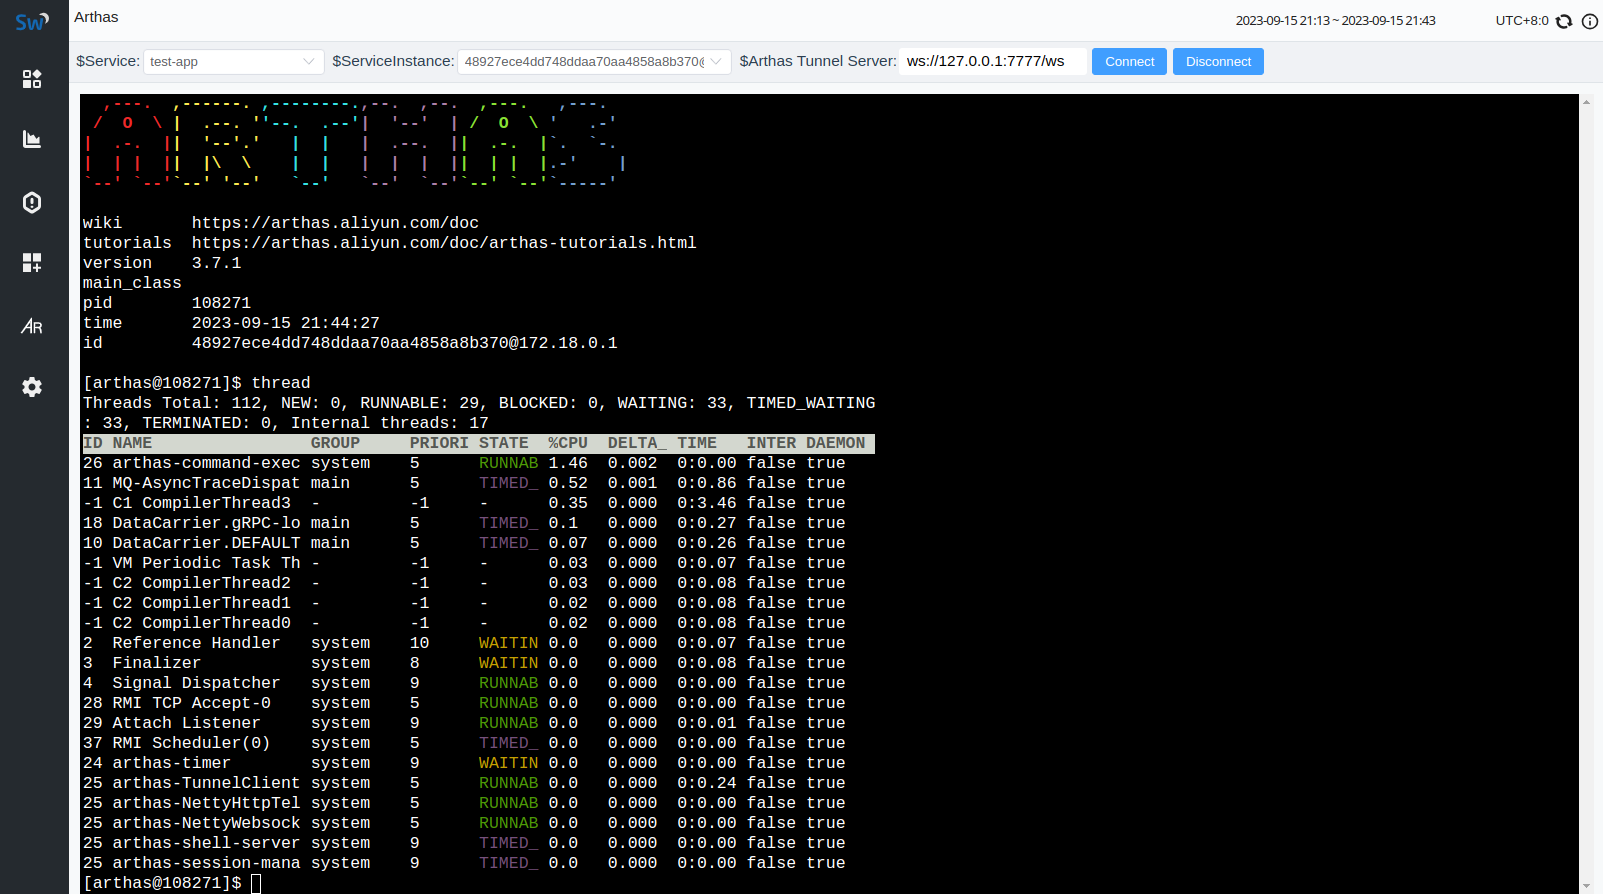 Sw
Arthas
2023-09-15 21:13 ~ 2023-09-15 21:43
UTC+8:0
$Service: test-app $ServiceInstance: 48927ece4dd748ddaa70aa4858a8b370@ $Arthas Tunnel Server: ws://127.0.0.1:7777/ws Connect Disconnect
ARTHAS
wiki https://arthas.aliyun.com/doc
tutorials https://arthas.aliyun.com/doc/arthas-tutorials.html
version 3.7.1
main_class
pid 108271
time 2023-09-15 21:44:27
id 48927ece4dd748ddaa70aa4858a8b370@172.18.0.1
[arthas@108271]$ thread
Threads Total: 112, NEW: 0, RUNNABLE: 29, BLOCKED: 0, WAITING: 33, TIMED_WAITING
: 33, TERMINATED: 0, Internal threads: 17
ID NAME GROUP PRIORI STATE %CPU DELTA_ TIME INTER DAEMON
26 arthas-command-exec system 5 RUNNAB 1.46 0.002 0:0.00 false true
11 MQ-AsyncTraceDispat main 5 TIMED_ 0.52 0.001 0:0.86 false true
-1 C1 CompilerThread3 - -1 - 0.35 0.000 0:3.46 false true
18 DataCarrier.gRPC-lo main 5 TIMED_ 0.1 0.000 0:0.27 false true
10 DataCarrier.DEFAULT main 5 TIMED_ 0.07 0.000 0:0.26 false true
-1 VM Periodic Task Th - -1 - 0.03 0.000 0:0.07 false true
-1 C2 CompilerThread2 - -1 - 0.03 0.000 0:0.08 false true
-1 C2 CompilerThread1 - -1 - 0.02 0.000 0:0.08 false true
-1 C2 CompilerThread0 - -1 - 0.02 0.000 0:0.08 false true
2 Reference Handler system 10 WAITIN 0.0 0.000 0:0.07 false true
3 Finalizer system 8 WAITIN 0.0 0.000 0:0.08 false true
4 Signal Dispatcher system 9 RUNNAB 0.0 0.000 0:0.00 false true
28 RMI TCP Accept-0 system 5 RUNNAB 0.0 0.000 0:0.00 false true
29 Attach Listener system 9 RUNNAB 0.0 0.000 0:0.01 false true
37 RMI Scheduler(0) system 5 TIMED_ 0.0 0.000 0:0.00 false true
24 arthas-timer system 9 WAITIN 0.0 0.000 0:0.00 false true
25 arthas-TunnelClient system 5 RUNNAB 0.0 0.000 0:0.24 false true
25 arthas-NettyHttpTel system 5 RUNNAB 0.0 0.000 0:0.00 false true
25 arthas-NettyWebsock system 5 RUNNAB 0.0 0.000 0:0.00 false true
25 arthas-shell-server system 9 TIMED_ 0.0 0.000 0:0.00 false true
25 arthas-session-mana system 9 TIMED_ 0.0 0.000 0:0.00 false true
[arthas@108271]$
AR